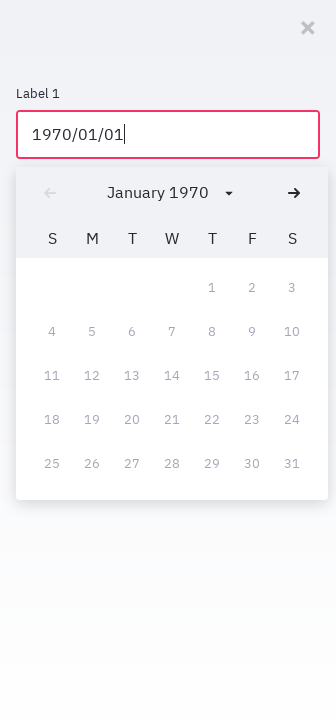 Label 1
1970/01/01
January 1970
S M T W T F S
1 2 3
4 5 6 7 8 9 10
11 12 13 14 15 16 17
18 19 20 21 22 23 24
25 26 27 28 29 30 31